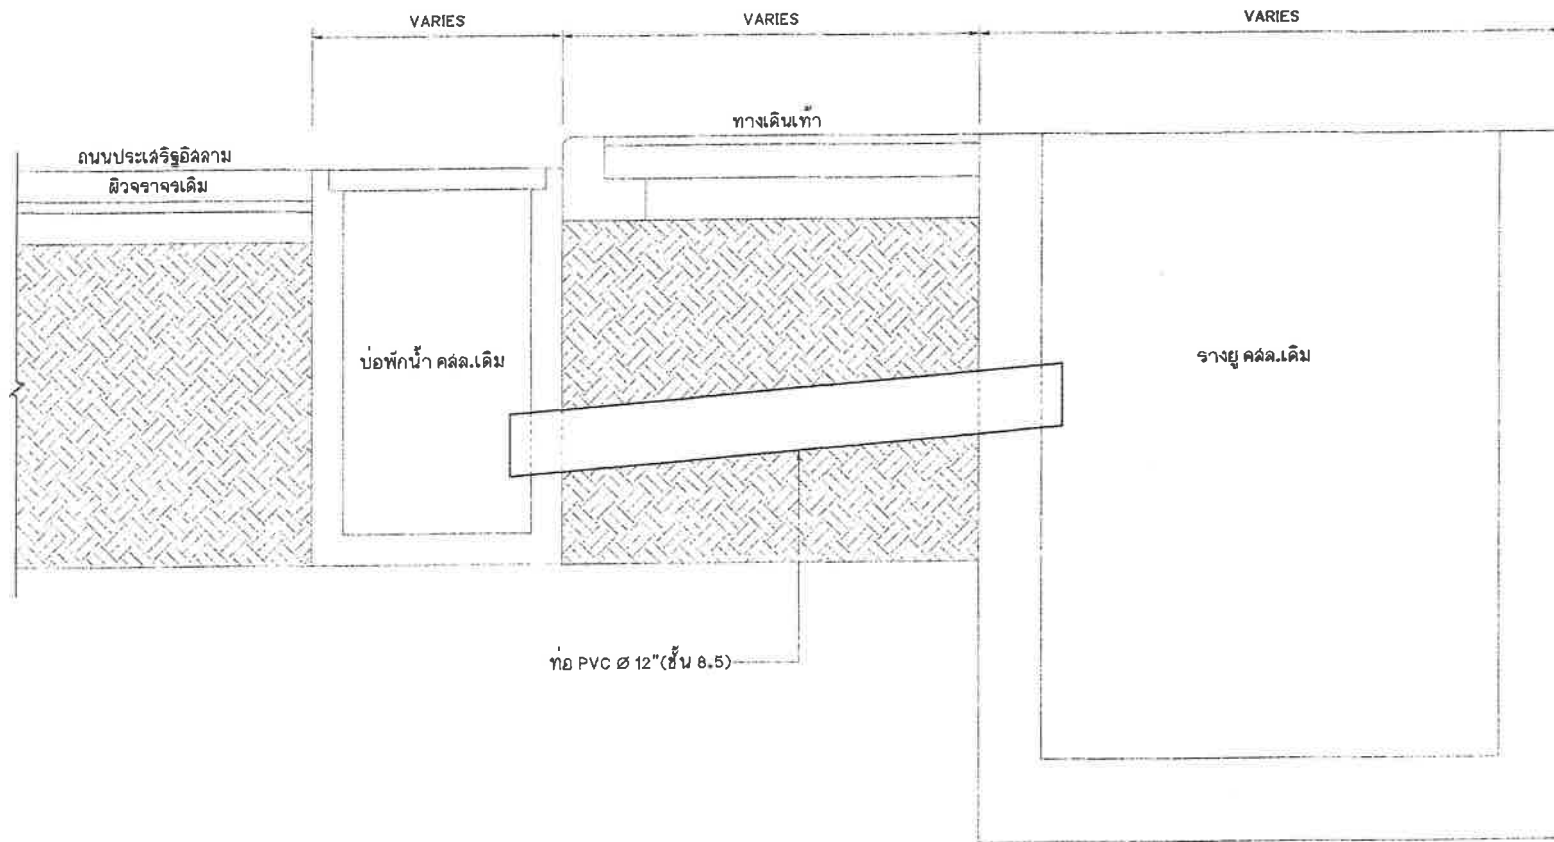 VARIES
VARIES
VARIES
ทางเดินเท้า
ถนนประเสริฐอิสลาม
ผิวจราจรเดิม
บ่อพักน้ำ คสล.เดิม
รางยู คสล.เดิม
ท่อ PVC Ø 12"(ชั้น 8.5)